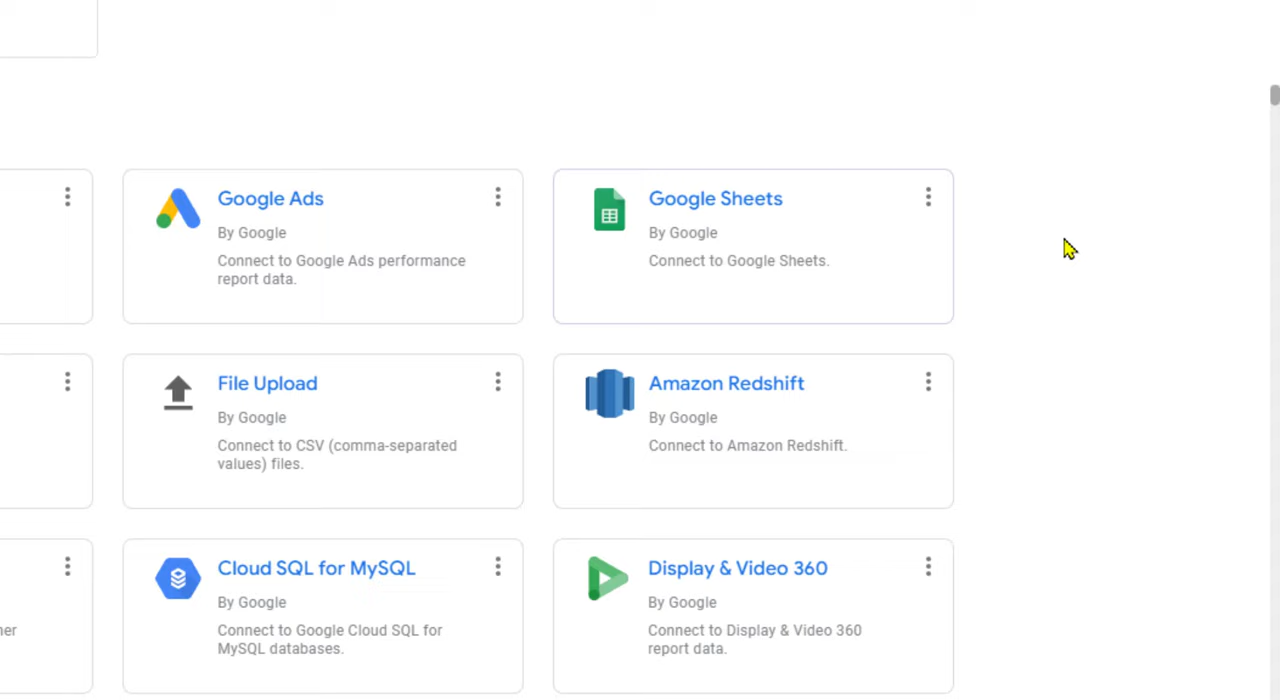 Google Ads
By Google
Connect to Google Ads performance
report data.
Google Sheets
By Google
Connect to Google Sheets.
File Upload
By Google
Connect to CSV (comma-separated
values) files.
Amazon Redshift
By Google
Connect to Amazon Redshift.
Cloud SQL for MySQL
By Google
Connect to Google Cloud SQL for
MySQL databases.
Display & Video 360
By Google
Connect to Display & Video 360
report data.